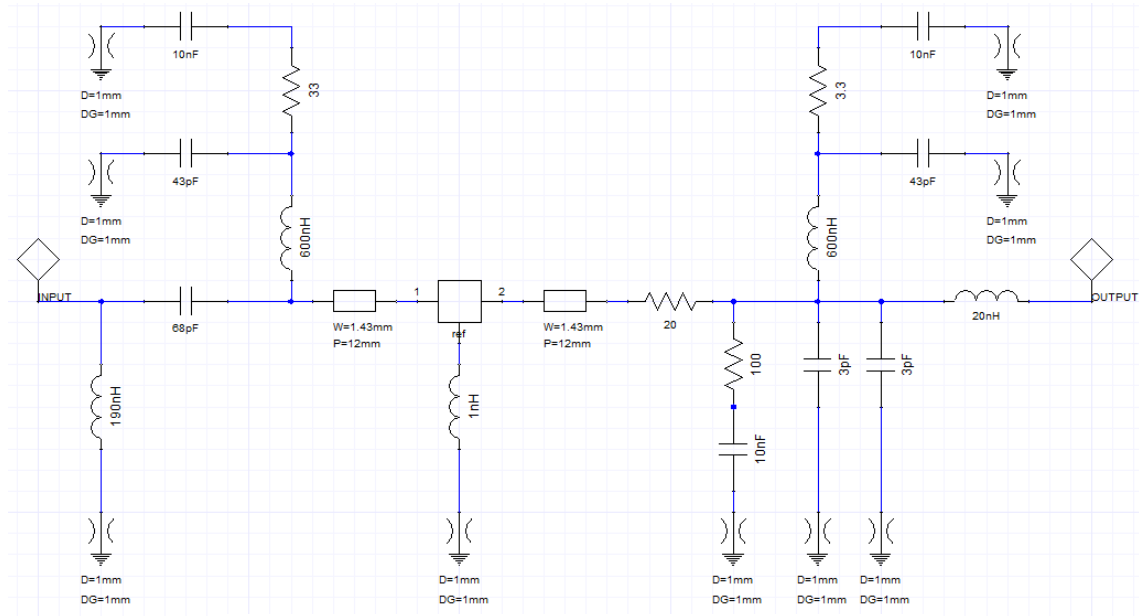 10nF
10nF
D=1mm
DG=1mm
33
3.3
D=1mm
DG=1mm
43pF
43pF
D=1mm
DG=1mm
D=1mm
DG=1mm
600nH
600nH
INPUT
68pF
1
2
ref
W=1.43mm
P=12mm
W=1.43mm
P=12mm
20
20nH
OUTPUT
190nH
1nH
100
3pF
3pF
10nF
D=1mm
DG=1mm
D=1mm
DG=1mm
D=1mm
DG=1mm
D=1mm
DG=1mm
D=1mm
DG=1mm